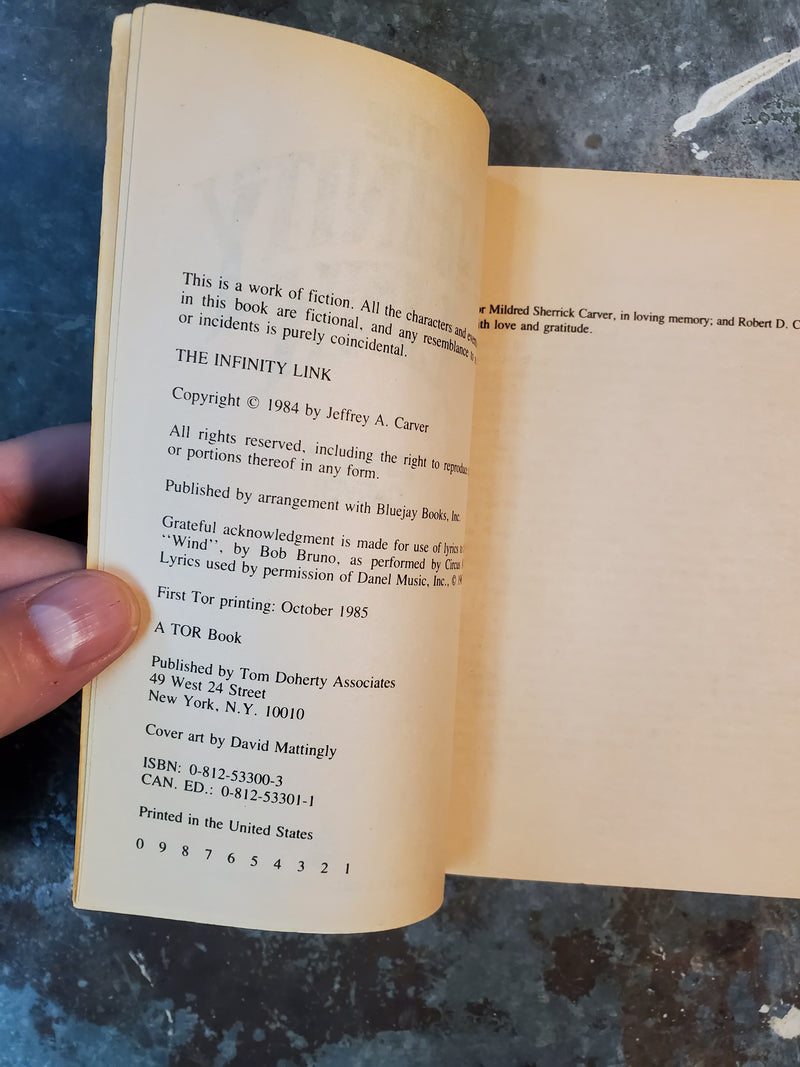 This is a work of fiction. All the characters and
in this book are fictional, and any resemblance to
or incidents is purely coincidental.
THE INFINITY LINK
Copyright © 1984 by Jeffrey A. Carver
All rights reserved, including the right to
or portions thereof in any form.
Published by arrangement with Bluejay Books, Inc.
Grateful acknowledgment is made for use of lyrics
"Wind", by Bob Bruno, as performed by Circus
Lyrics used by permission of Danel Music, Inc., ©
First Tor printing: October 1985
A TOR Book
Published by Tom Doherty Associates
49 West 24 Street
New York, N.Y. 10010
Cover art by David Mattingly
ISBN: 0-812-53300-3
CAN. ED.: 0-812-53301-1
Printed in the United States
0 9 8 7 6 5 4 3 2 1
Mildred Sherrick Carver, in loving memory; and Robert D. C
love and gratitude.